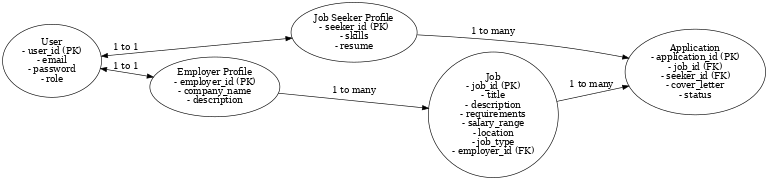 User
- user_id (PK)
- email
- password
- role
1 to 1
1 to 1
Job Seeker Profile
- seeker_id (PK)
- skills
- resume
Employer Profile
- employer_id (PK)
- company_name
- description
1 to many
1 to many
Job
- job_id (PK)
- title
- description
- requirements
- salary_range
- location
- job_type
- employer_id (FK)
1 to many
Application
- application_id (PK)
- job_id (FK)
- seeker_id (FK)
- cover_letter
- status